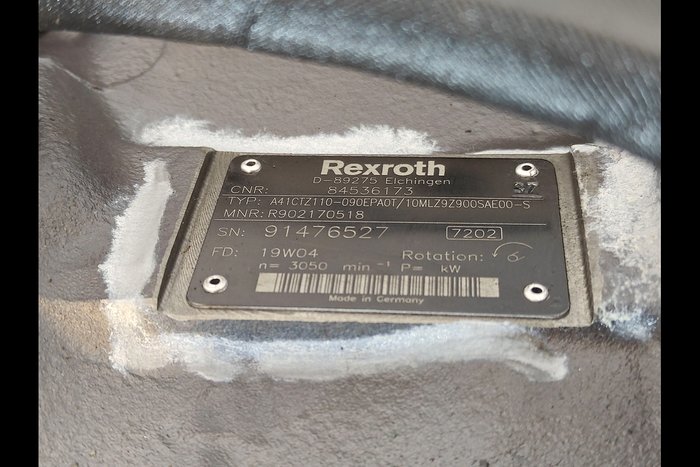 Rexroth
D-89275 Elchingen
CNR: 84536173 37
TYP: A41CTZ110-090EPA0T/10MLZ9Z900SAE00-S
MNR: R902170518
SN: 91476527 7202
FD: 19W04 Rotation:
n= 3050 min -1 P= kW
Made in Germany